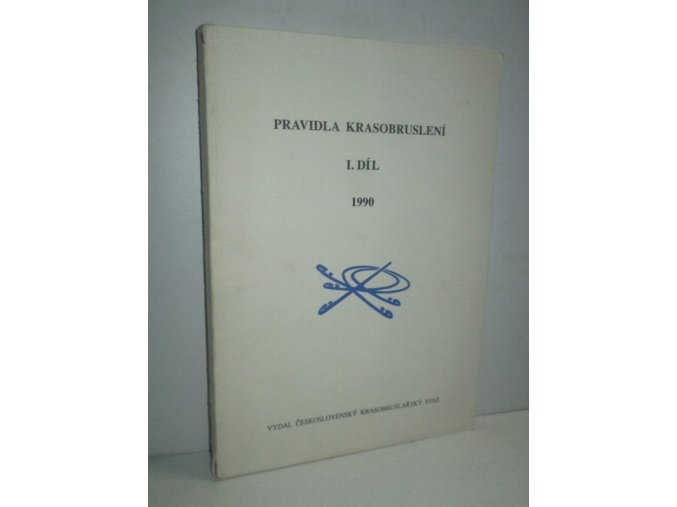 PRAVIDLA KRASOBRUSLENÍ
I. DÍL
1990
VYDAL ČESKOSLOVENSKÝ KRASOBRUSLAŘSKÝ SVAZ